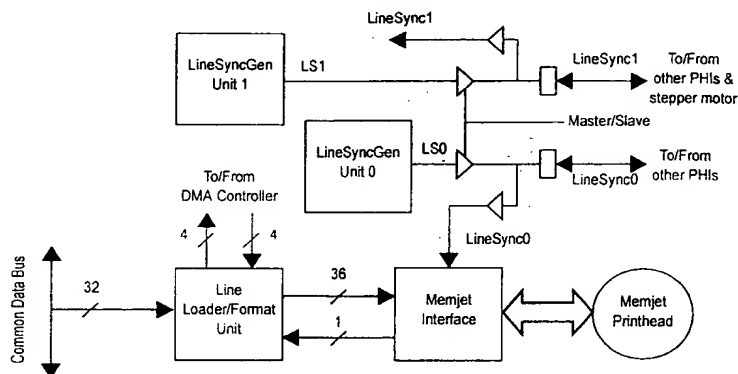 LineSync1
LineSyncGen
Unit 1
LS1
LineSync1
To/From
other PHIs &
stepper motor
Master/Slave
LineSyncGen
Unit 0
LS0
LineSync0
To/From
other PHIs
To/From
DMA Controller
4
4
LineSync0
Common Data Bus
32
Line
Loader/Format
Unit
36
1
Memjet
Interface
Memjet
Printhead